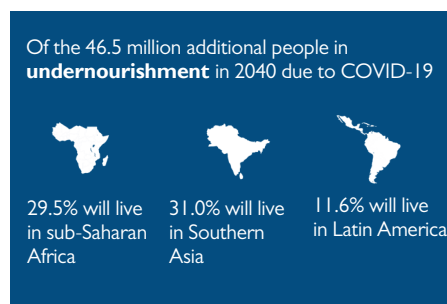 Of the 46.5 million additional people in
undernourishment in 2040 due to COVID-19
29.5% will live
in sub-Saharan
Africa
31.0% will live
in Southern
Asia
11.6% will live
in Latin America